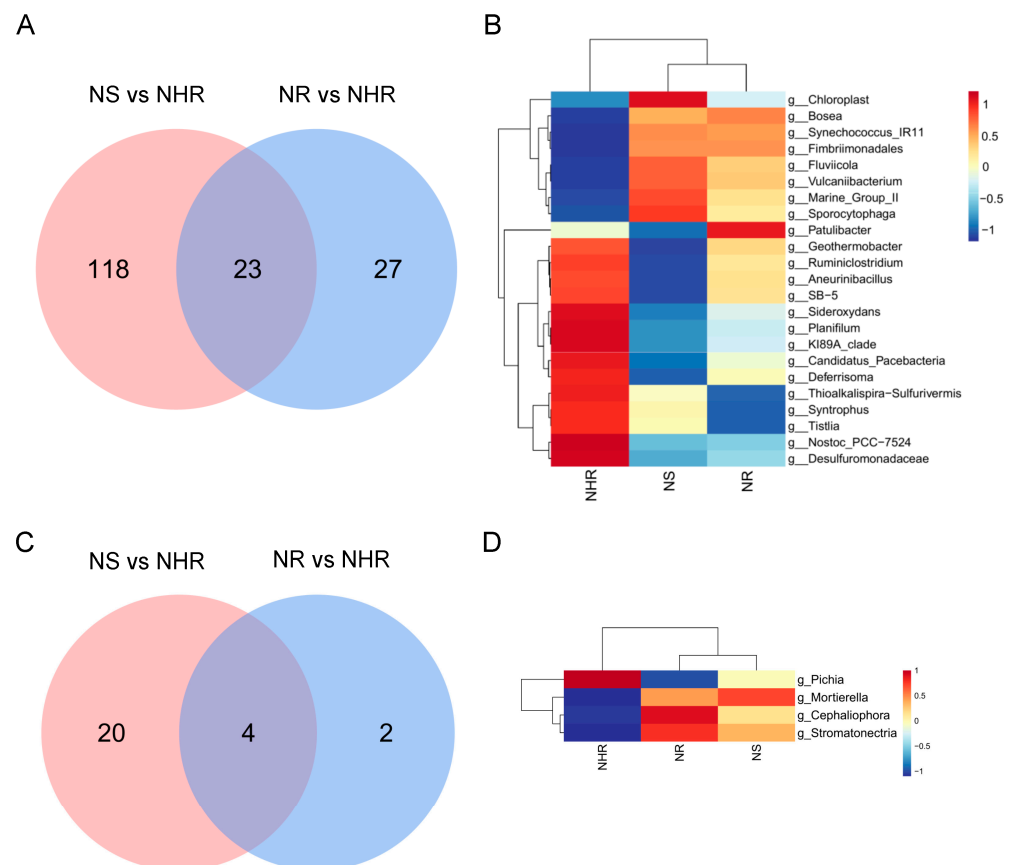 A
NS vs NHR
NR vs NHR
118
23
27
B
g__Chloroplast
g__Bosea
g__Synechococcus_IR11
g__Fimbriimonadales
g__Fluviicola
g__Vulcaniibacterium
g__Marine_Group_II
g__Sporocytophaga
g__Patulibacter
g__Geothermobacter
g__Ruminiclostridium
g__Aneurinibacillus
g__SB−5
g__Sideroxydans
g__Planifilum
g__KI89A_clade
g__Candidatus_Pacebacteria
g__Deferrisoma
g__Thioalkalispira−Sulfurivermis
g__Syntrophus
g__Tistlia
g__Nostoc_PCC−7524
g__Desulfuromonadaceae
NHR
NS
NR
1
0.5
0
−0.5
−1
C
NS vs NHR
NR vs NHR
20
4
2
D
g_Pichia
g_Mortierella
g_Cephaliophora
g_Stromatonectria
NHR
NR
NS
1
0.5
0
−0.5
−1